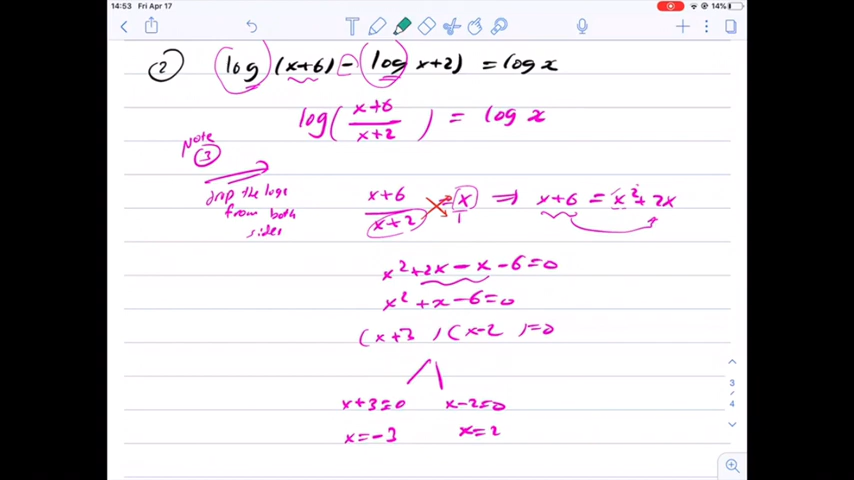 14:53 Fri Apr 17
14%
② log (x+6) - log x+2) = log x
log( x+6 / x+2 ) = log x
Note ③
drop the logs
from both
sides
x+6 / x+2 = x / 1 ⇒ x+6 = x² + 2x
x² + 2x - x - 6 = 0
x² + x - 6 = 0
(x+3 )( x-2 ) = 0
x+3=0 x-2=0
x=-3 x=2
3
/
4